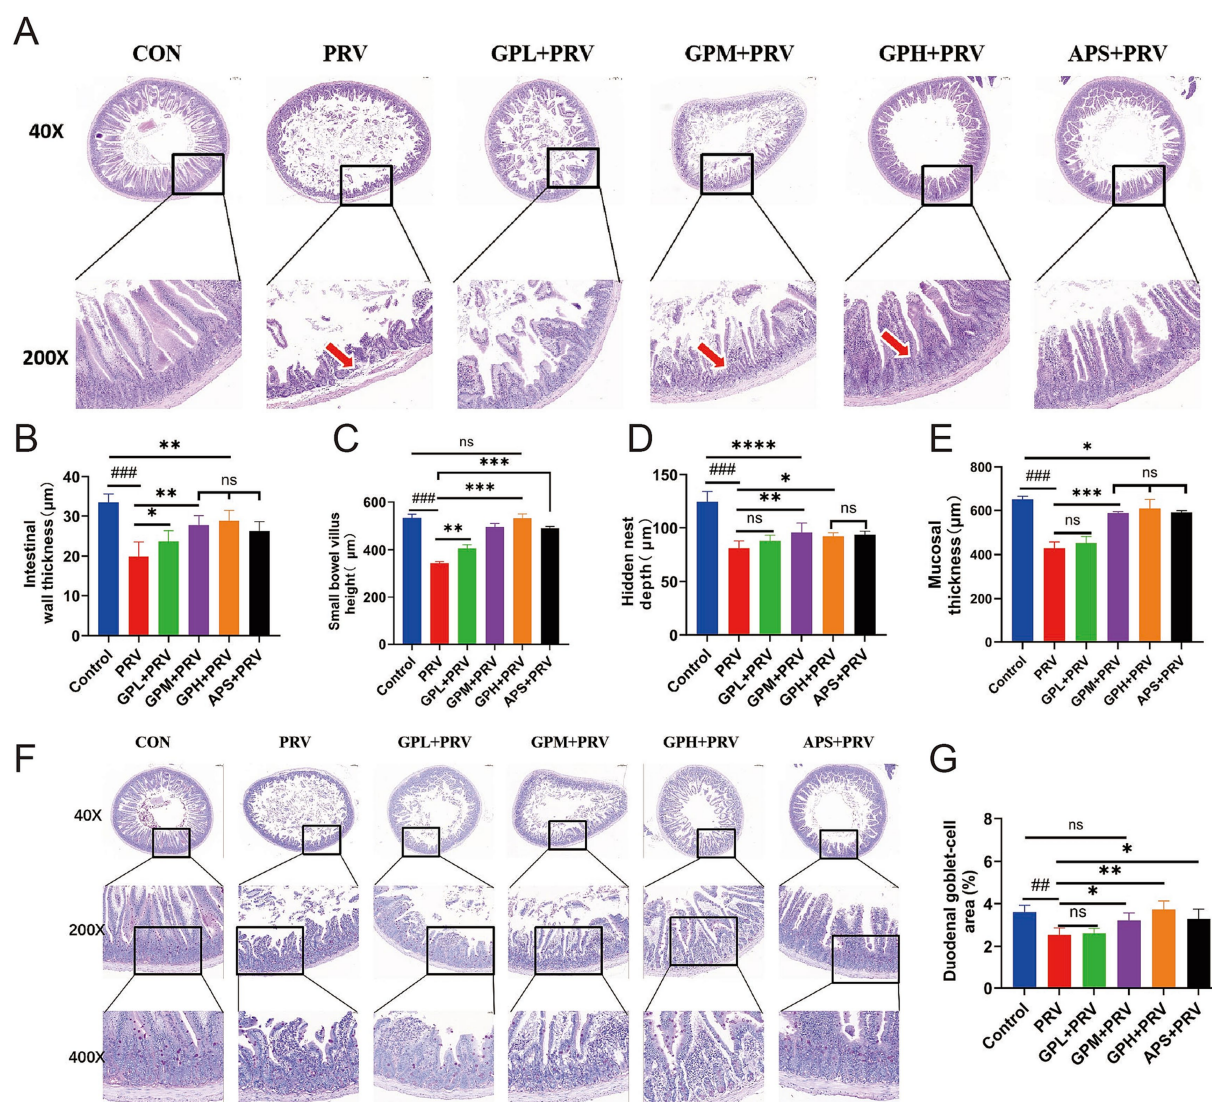 A
CON PRV GPL+PRV GPM+PRV GPH+PRV APS+PRV
40X
200X
B
Intestinal
wall thickness (μm)
40
30
20
10
0
###
**
**
*
ns
Control PRV GPL+PRV GPM+PRV GPH+PRV APS+PRV
C
Small bowel villus
height( μm)
600
400
200
0
ns
***
###
***
**
Control PRV GPL+PRV GPM+PRV GPH+PRV APS+PRV
D
Hidden nest
depth( μm)
150
100
50
0
****
###
*
**
ns
ns
Control PRV GPL+PRV GPM+PRV GPH+PRV APS+PRV
E
Mucosal
thickness (μm)
800
600
400
200
0
*
###
ns
***
ns
Control PRV GPL+PRV GPM+PRV GPH+PRV APS+PRV
F
CON PRV GPL+PRV GPM+PRV GPH+PRV APS+PRV
40X
200X
400X
G
Duodenal goblet-cell
area (%)
8
6
4
2
0
ns
*
##
**
*
ns
Control PRV GPL+PRV GPM+PRV GPH+PRV APS+PRV